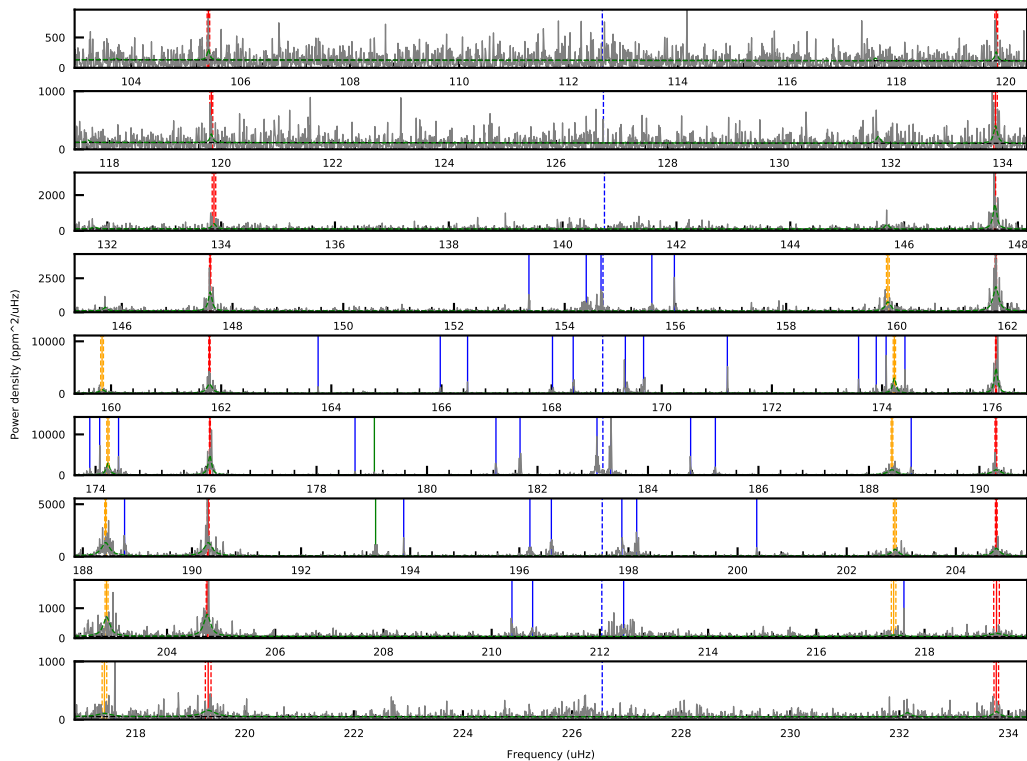 500
0
104 106 108 110 112 114 116 118 120
1000
0
118 120 122 124 126 128 130 132 134
2000
0
132 134 136 138 140 142 144 146 148
2500
0
146 148 150 152 154 156 158 160 162
10000
0
160 162 164 166 168 170 172 174 176
10000
0
174 176 178 180 182 184 186 188 190
5000
0
188 190 192 194 196 198 200 202 204
1000
0
204 206 208 210 212 214 216 218
1000
0
218 220 222 224 226 228 230 232 234
Power density (ppm^2/uHz)
Frequency (uHz)